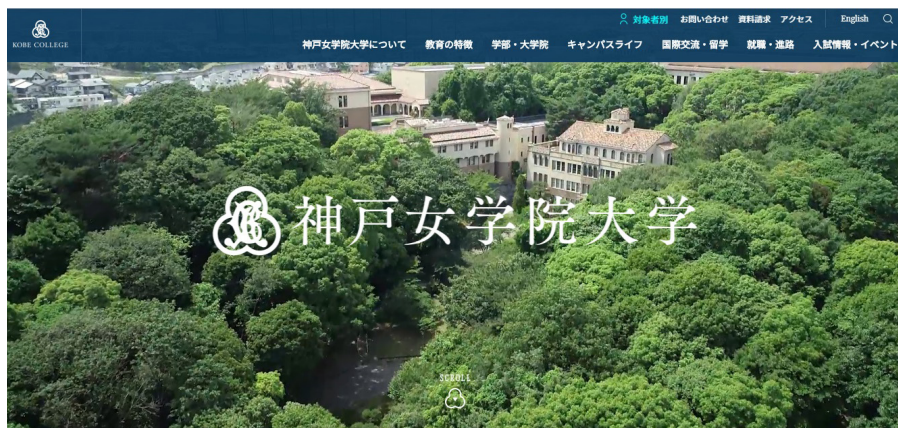 対象者別 お問い合わせ 資料請求 アクセス English
KOBE COLLEGE
神戸女学院大学について 教育の特徴 学部・大学院 キャンパスライフ 国際交流・留学 就職・進路 入試情報・イベント
神戸女学院大学
SCROLL